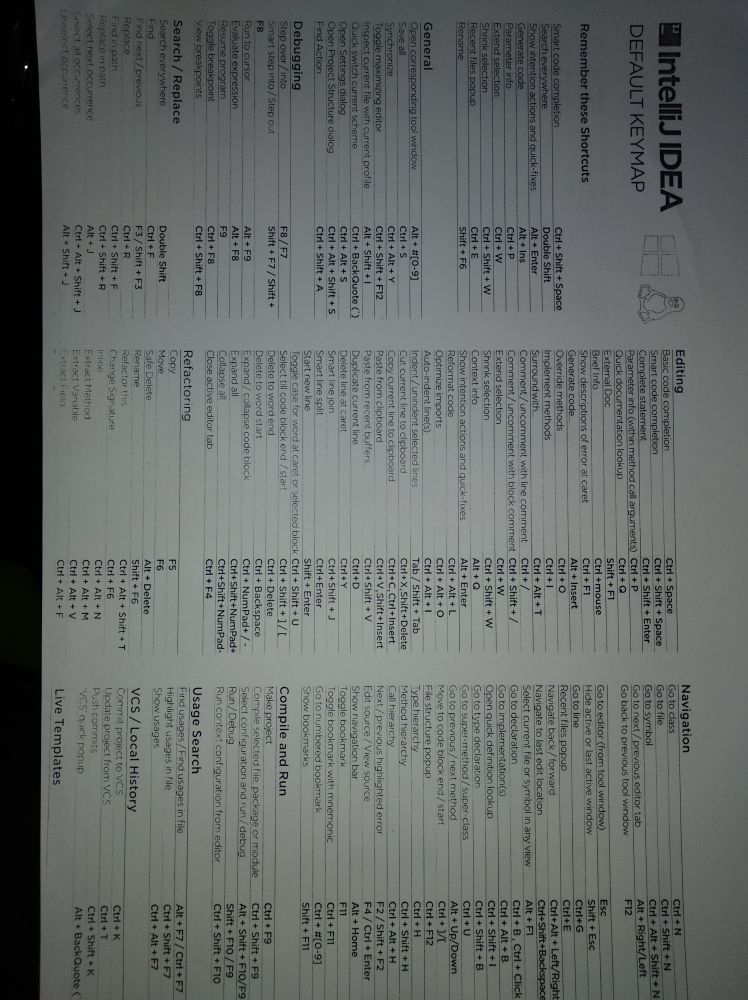 IntelliJ IDEA
DEFAULT KEYMAP
Remember these Shortcuts
Smart code completion Ctrl + Shift + Space
Search everywhere Double Shift
Show intention actions and quick-fixes Alt + Enter
Generate code Alt + Ins
Parameter info Ctrl + P
Extend selection Ctrl + W
Shrink selection Ctrl + Shift + W
Recent files popup Ctrl + E
Rename Shift + F6
General
Open corresponding tool window Alt + #[0-9]
Save all Ctrl + S
Synchronize Ctrl + Alt + Y
Toggle maximizing editor Ctrl + Shift + F12
Inspect current file with current profile Alt + Shift + I
Quick switch current scheme Ctrl + BackQuote (`)
Open Settings dialog Ctrl + Alt + S
Open Project Structure dialog Ctrl + Alt + Shift + S
Find Action Ctrl + Shift + A
Debugging
Step over / into F8 / F7
Smart step into / Step out Shift + F7 / Shift +
F8
Run to cursor Alt + F9
Evaluate expression Alt + F8
Resume program F9
Toggle breakpoint Ctrl + F8
View breakpoints Ctrl + Shift + F8
Search / Replace
Search everywhere Double Shift
Find Ctrl + F
Find next / previous F3 / Shift + F3
Replace Ctrl + R
Find in path Ctrl + Shift + F
Replace in path Ctrl + Shift + R
Select next occurrence Alt + J
Select all occurrences Ctrl + Alt + Shift + J
Unselect occurrence Alt + Shift + J
Editing
Basic code completion Ctrl + Space
Smart code completion Ctrl + Shift + Space
Complete statement Ctrl + Shift + Enter
Parameter info (within method call arguments) Ctrl + P
Quick documentation lookup Ctrl + Q
External Doc Shift + F1
Brief info Ctrl + mouse
Show descriptions of error at caret Ctrl + F1
Generate code Alt + Insert
Override methods Ctrl + O
Implement methods Ctrl + I
Surround with Ctrl + Alt + T
Comment / uncomment with line comment Ctrl + /
Comment / uncomment with block comment Ctrl + Shift + /
Extend selection Ctrl + W
Shrink selection Ctrl + Shift + W
Context info Alt + Q
Show intention actions and quick-fixes Alt + Enter
Reformat code Ctrl + Alt + L
Optimize imports Ctrl + Alt + O
Auto-indent line(s) Ctrl + Alt + I
Indent / unindent selected lines Tab / Shift + Tab
Cut current line to clipboard Ctrl+X, Shift+Delete
Copy current line to clipboard Ctrl+C, Ctrl+Insert
Paste from clipboard Ctrl+V, Shift+Insert
Paste from recent buffers Ctrl+Shift + V
Duplicate current line Ctrl+D
Delete line at caret Ctrl+Y
Smart line join Ctrl+Shift + J
Smart line split Ctrl+Enter
Start new line Shift + Enter
Toggle case for word at caret or selected block Ctrl + Shift + U
Select till code block end / start Ctrl + Shift + ] / [
Delete to word end Ctrl + Delete
Delete to word start Ctrl + Backspace
Expand / collapse code block Ctrl + NumPad+ / -
Expand all Ctrl+Shift+NumPad+
Collapse all Ctrl+Shift+NumPad-
Close active editor tab Ctrl + F4
Refactoring
Copy F5
Move F6
Safe Delete Alt + Delete
Rename Shift + F6
Refactor this Ctrl + Alt + Shift + T
Change Signature Ctrl + F6
Inline Ctrl + Alt + N
Extract Method Ctrl + Alt + M
Extract Variable Ctrl + Alt + V
Extract Field Ctrl + Alt + F
Navigation
Go to class Ctrl + N
Go to file Ctrl + Shift + N
Go to symbol Ctrl + Alt + Shift + N
Go to next / previous editor tab Alt + Right/Left
Go back to previous tool window F12
Go to editor (from tool window) Esc
Hide active or last active window Shift + Esc
Go to line Ctrl+G
Recent files popup Ctrl+E
Navigate back / forward Ctrl+Alt + Left/Right
Navigate to last edit location Ctrl+Shift+Backspace
Select current file or symbol in any view Alt + F1
Go to declaration Ctrl + B, Ctrl + Click
Go to implementation(s) Ctrl + Alt + B
Open quick definition lookup Ctrl + Shift + I
Go to type declaration Ctrl + Shift + B
Go to super-method / super-class Ctrl + U
Go to previous / next method Alt + Up/Down
Move to code block end / start Ctrl + ]/[
File structure popup Ctrl + F12
Type hierarchy Ctrl + H
Method hierarchy Ctrl + Shift + H
Call hierarchy Ctrl + Alt + H
Next / previous highlighted error F2 / Shift + F2
Edit source / View source F4 / Ctrl + Enter
Show navigation bar Alt + Home
Toggle bookmark F11
Toggle bookmark with mnemonic Ctrl + F11
Go to numbered bookmark Ctrl + #[0-9]
Show bookmarks Shift + F11
Compile and Run
Make project Ctrl + F9
Compile selected file, package or module Ctrl + Shift + F9
Select configuration and run / debug Alt + Shift + F10/F9
Run / Debug Shift + F10 / F9
Run context configuration from editor Ctrl + Shift + F10
Usage Search
Find usages / Find usages in file Alt + F7 / Ctrl + F7
Highlight usages in file Ctrl + Shift + F7
Show usages Ctrl + Alt + F7
VCS / Local History
Commit project to VCS Ctrl + K
Update project from VCS Ctrl + T
Push commits Ctrl + Shift + K
'VCS' quick popup Alt + BackQuote (
Live Templates